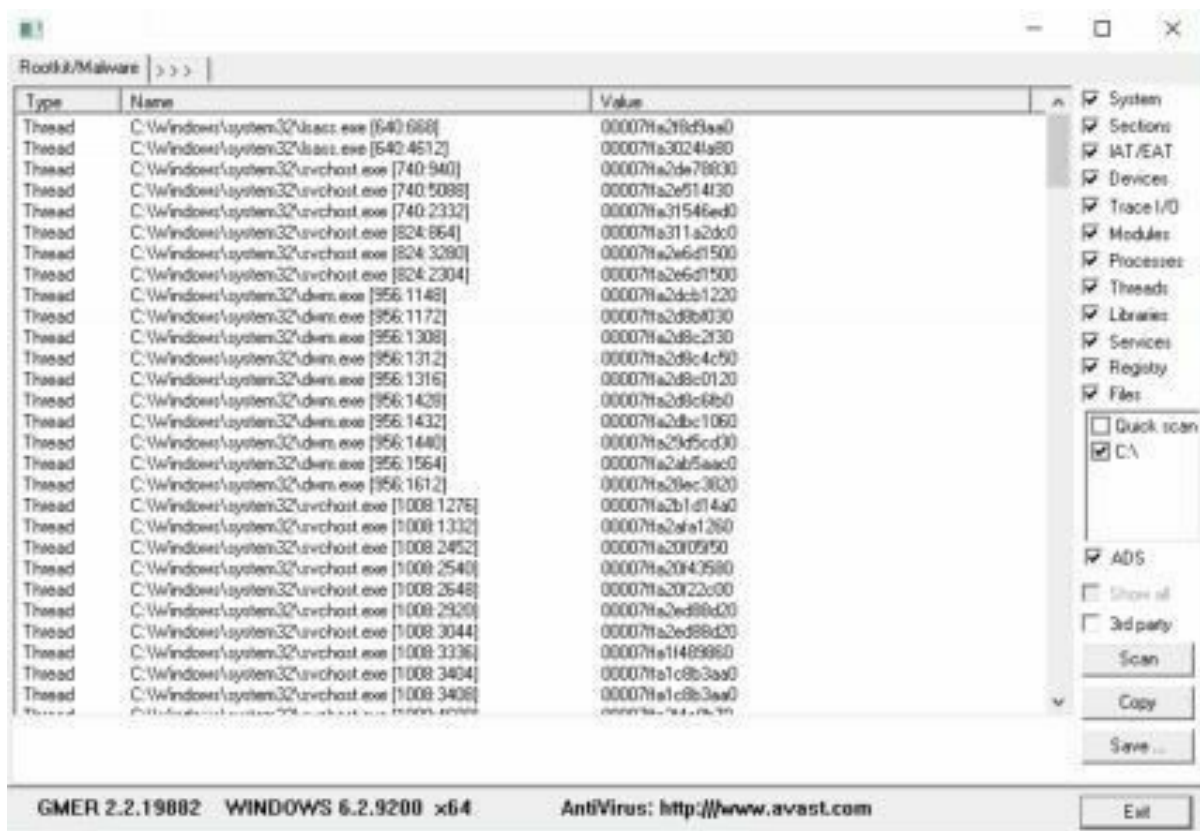 Rootkit/Malware >>>
Type Name Value
Thread C:\Windows\system32\lsass.exe [640:668] 00007ffa2f8d9aa0
Thread C:\Windows\system32\lsass.exe [640:4612] 00007ffa3024fa80
Thread C:\Windows\system32\svchost.exe [740:940] 00007ffa2de78830
Thread C:\Windows\system32\svchost.exe [740:5088] 00007ffa2e514f30
Thread C:\Windows\system32\svchost.exe [740:2332] 00007ffa31546ed0
Thread C:\Windows\system32\svchost.exe [824:864] 00007ffa311a2dc0
Thread C:\Windows\system32\svchost.exe [824:3280] 00007ffa2e6d1500
Thread C:\Windows\system32\svchost.exe [824:2304] 00007ffa2e6d1500
Thread C:\Windows\system32\dwm.exe [956:1148] 00007ffa2dcb1220
Thread C:\Windows\system32\dwm.exe [956:1172] 00007ffa2d8bf030
Thread C:\Windows\system32\dwm.exe [956:1308] 00007ffa2d8c2f30
Thread C:\Windows\system32\dwm.exe [956:1312] 00007ffa2d8c4c50
Thread C:\Windows\system32\dwm.exe [956:1316] 00007ffa2d8c0120
Thread C:\Windows\system32\dwm.exe [956:1428] 00007ffa2d8c6fb0
Thread C:\Windows\system32\dwm.exe [956:1432] 00007ffa2dbc1060
Thread C:\Windows\system32\dwm.exe [956:1440] 00007ffa29d5cd30
Thread C:\Windows\system32\dwm.exe [956:1564] 00007ffa2ab5aac0
Thread C:\Windows\system32\dwm.exe [956:1612] 00007ffa28ec3820
Thread C:\Windows\system32\svchost.exe [1008:1276] 00007ffa2b1d14a0
Thread C:\Windows\system32\svchost.exe [1008:1332] 00007ffa2afa1260
Thread C:\Windows\system32\svchost.exe [1008:2452] 00007ffa20f05f50
Thread C:\Windows\system32\svchost.exe [1008:2540] 00007ffa20f43580
Thread C:\Windows\system32\svchost.exe [1008:2648] 00007ffa20f22c00
Thread C:\Windows\system32\svchost.exe [1008:2920] 00007ffa2ed88d20
Thread C:\Windows\system32\svchost.exe [1008:3044] 00007ffa2ed88d20
Thread C:\Windows\system32\svchost.exe [1008:3336] 00007ffa1f489860
Thread C:\Windows\system32\svchost.exe [1008:3404] 00007ffa1c8b3aa0
Thread C:\Windows\system32\svchost.exe [1008:3408] 00007ffa1c8b3aa0
System
Sections
IAT/EAT
Devices
Trace I/O
Modules
Processes
Threads
Libraries
Services
Registry
Files
Quick scan
C:\
ADS
Show all
3rd party
Scan
Copy
Save ...
GMER 2.2.19882 WINDOWS 6.2.9200 x64 AntiVirus: http:///www.avast.com
Exit